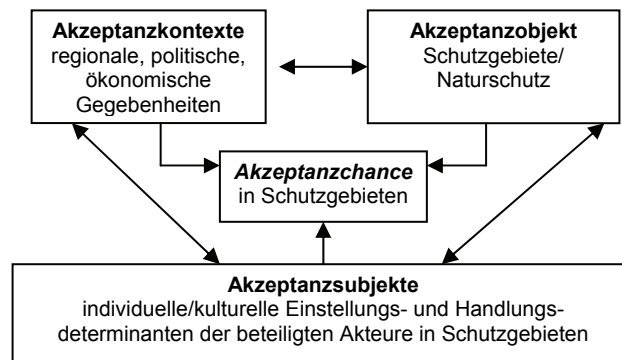 Akzeptanzkontexte
regionale, politische,
ökonomische
Gegebenheiten
Akzeptanzobjekt
Schutzgebiete/
Naturschutz
Akzeptanzchance
in Schutzgebieten
Akzeptanzsubjekte
individuelle/kulturelle Einstellungs- und Handlungs-
determinanten der beteiligten Akteure in Schutzgebieten